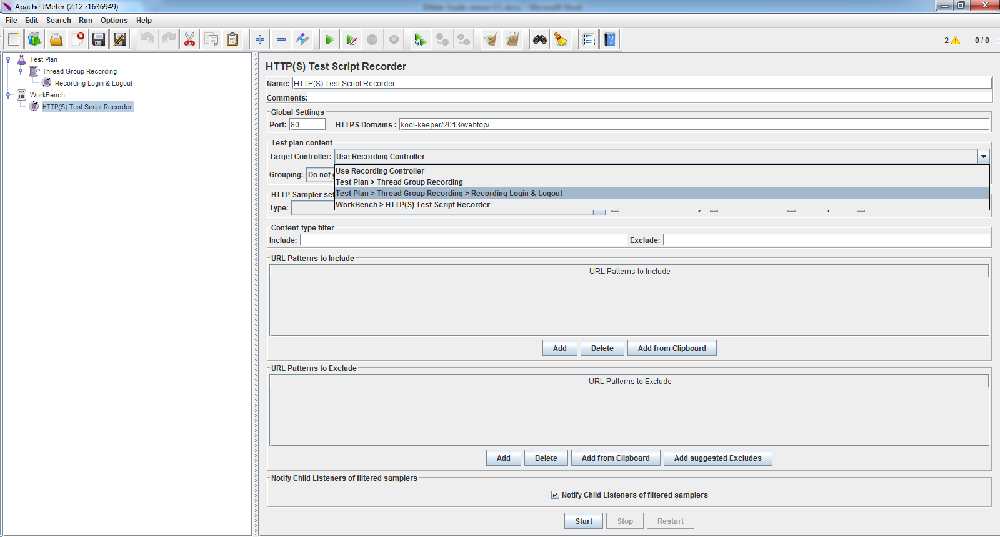 Apache JMeter (2.12 r1636949)
File Edit Search Run Options Help
2 0 / 0
Test Plan
Thread Group Recording
Recording Login & Logout
WorkBench
HTTP(S) Test Script Recorder
HTTP(S) Test Script Recorder
Name: HTTP(S) Test Script Recorder
Comments:
Global Settings
Port: 80 HTTPS Domains : kool-keeper/2013/webtop/
Test plan content
Target Controller: Use Recording Controller
Use Recording Controller
Grouping: Do not
Test Plan > Thread Group Recording
HTTP Sampler set
Test Plan > Thread Group Recording > Recording Login & Logout
Type:
WorkBench > HTTP(S) Test Script Recorder
Content-type filter
Include: Exclude:
URL Patterns to Include
URL Patterns to Include
Add Delete Add from Clipboard
URL Patterns to Exclude
URL Patterns to Exclude
Add Delete Add from Clipboard Add suggested Excludes
Notify Child Listeners of filtered samplers
Notify Child Listeners of filtered samplers
Start Stop Restart